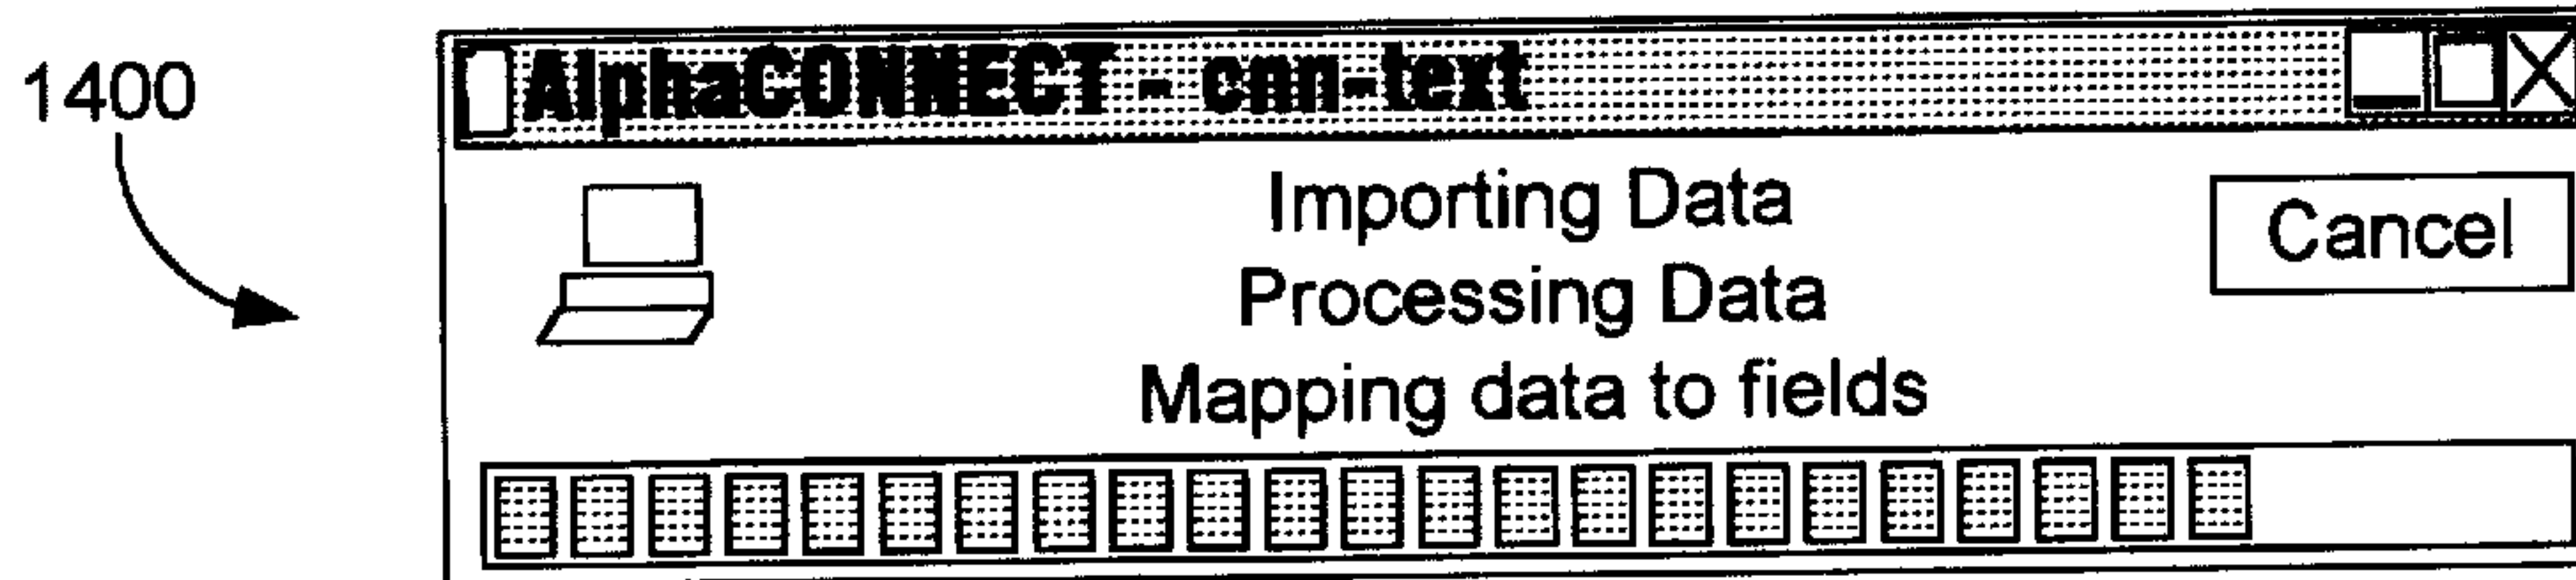 1400
AlphaCONNECT - cnn-text
Importing Data
Cancel
Processing Data
Mapping data to fields